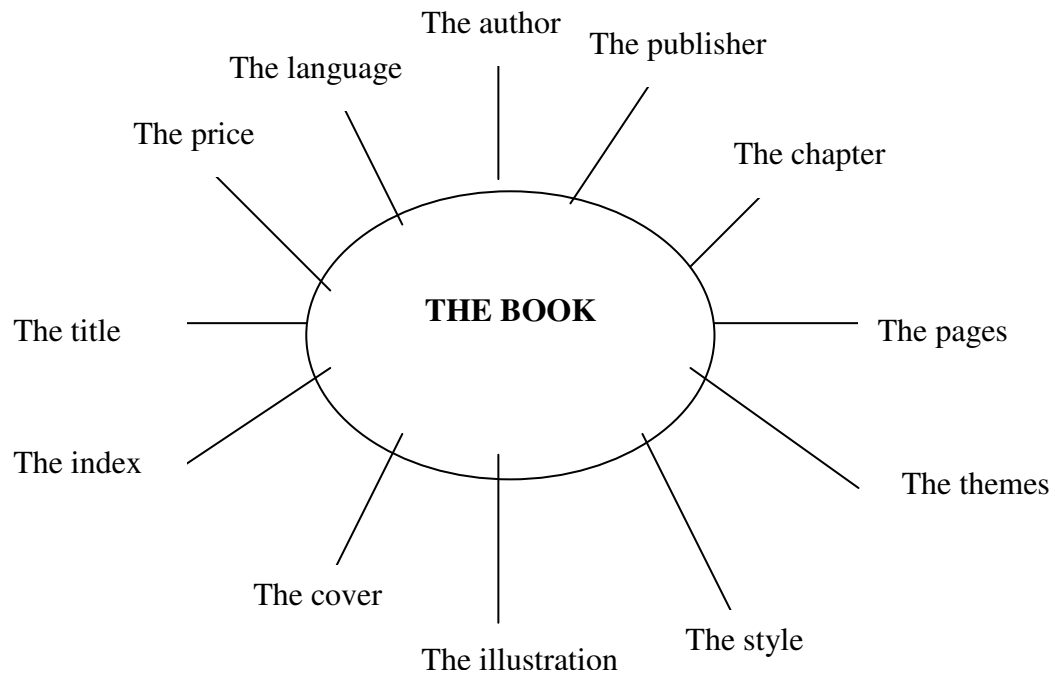 The author
The publisher
The language
The price
The chapter
THE BOOK
The title
The pages
The index
The themes
The cover
The style
The illustration